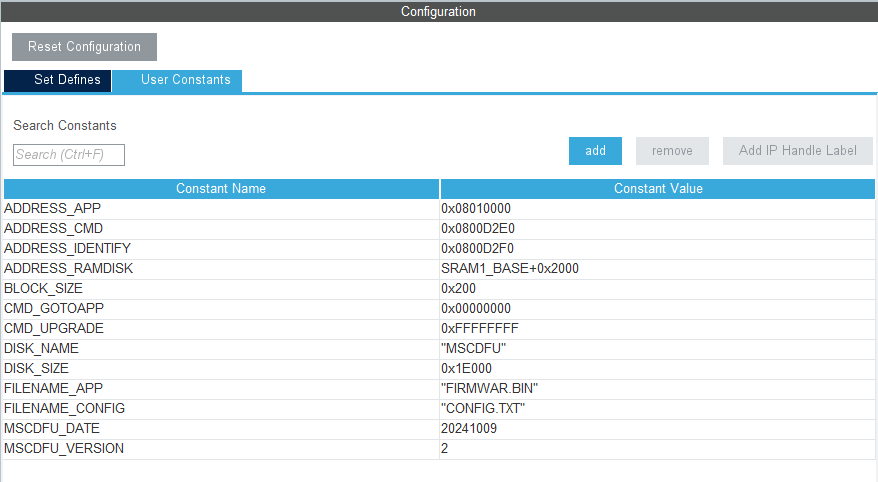 Configuration
Reset Configuration
Set Defines User Constants
Search Constants
Search (Ctrl+F)
add remove Add IP Handle Label
Constant Name Constant Value
ADDRESS_APP 0x08010000
ADDRESS_CMD 0x0800D2E0
ADDRESS_IDENTIFY 0x0800D2F0
ADDRESS_RAMDISK SRAM1_BASE+0x2000
BLOCK_SIZE 0x200
CMD_GOTOAPP 0x00000000
CMD_UPGRADE 0xFFFFFFFF
DISK_NAME "MSCDFU"
DISK_SIZE 0x1E000
FILENAME_APP "FIRMWAR.BIN"
FILENAME_CONFIG "CONFIG.TXT"
MSCDFU_DATE 20241009
MSCDFU_VERSION 2